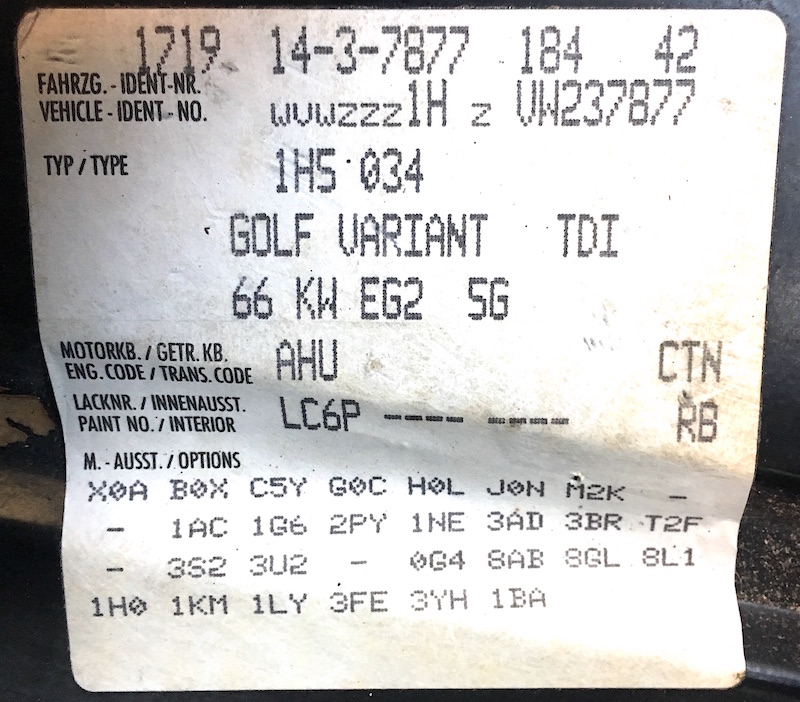 1719 14-3-7877 184 42
FAHRZG. - IDENT-NR.
VEHICLE - IDENT - NO. WVWZZZ1H Z VW237877
TYP / TYPE 1H5 034
GOLF VARIANT TDI
66 KW EG2 5G
MOTORKB. / GETR. KB.
ENG. CODE / TRANS. CODE AHU CTN
LACKNR. / INNENAUSST.
PAINT NO. / INTERIOR LC6P ---- ---- RB
M. - AUSST. / OPTIONS
X0A B0X C5Y G0C H0L J0N M2K -
- 1AC 1G6 2PY 1NE 3AD 3BR T2F
- 3S2 3U2 - 0G4 8AB 8GL 8L1
1H0 1KM 1LY 3FE 3YH 1BA